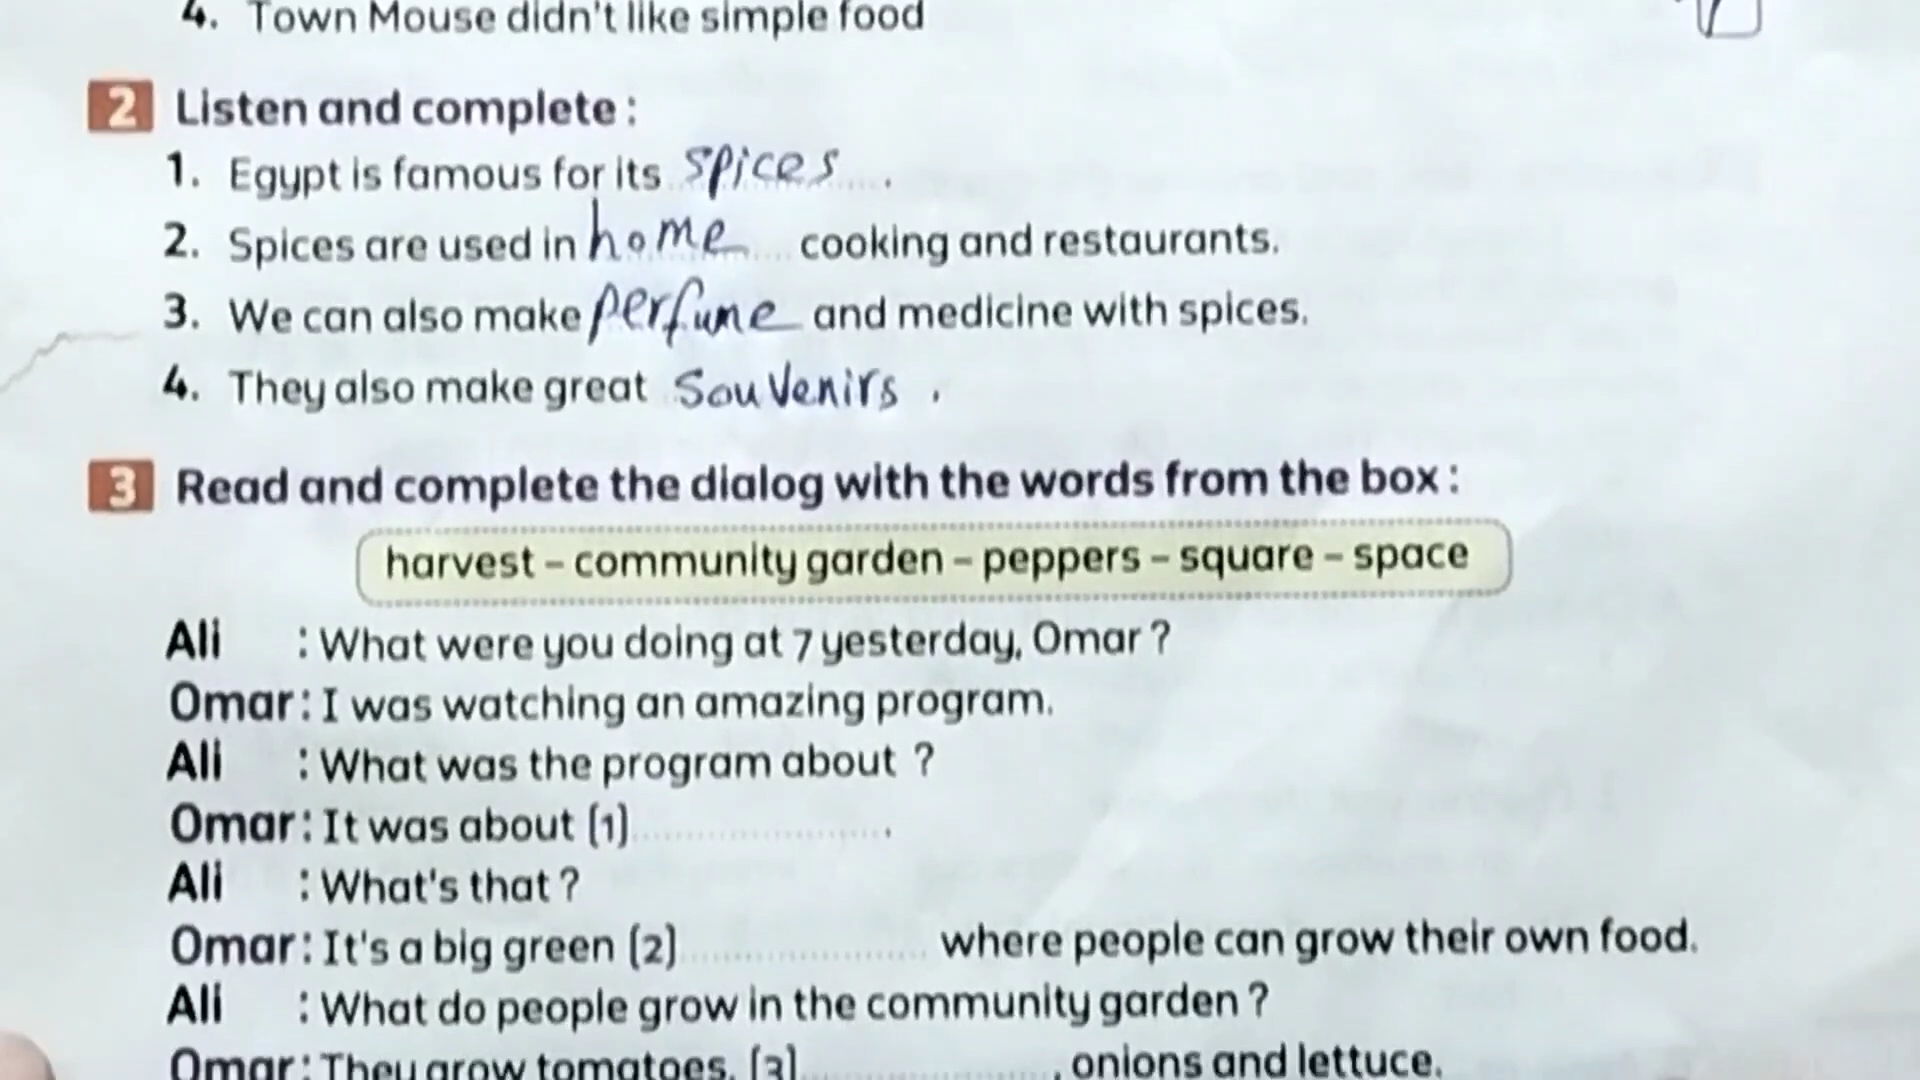 4. Town Mouse didn't like simple food
2 Listen and complete :
1. Egypt is famous for its spices .
2. Spices are used in home cooking and restaurants.
3. We can also make perfume and medicine with spices.
4. They also make great Souvenirs .
3 Read and complete the dialog with the words from the box :
harvest – community garden – peppers – square – space
Ali : What were you doing at 7 yesterday, Omar ?
Omar : I was watching an amazing program.
Ali : What was the program about ?
Omar : It was about (1) .................... .
Ali : What's that ?
Omar : It's a big green (2) .................... where people can grow their own food.
Ali : What do people grow in the community garden ?
Omar : They grow tomatoes, (3) .................... , onions and lettuce.